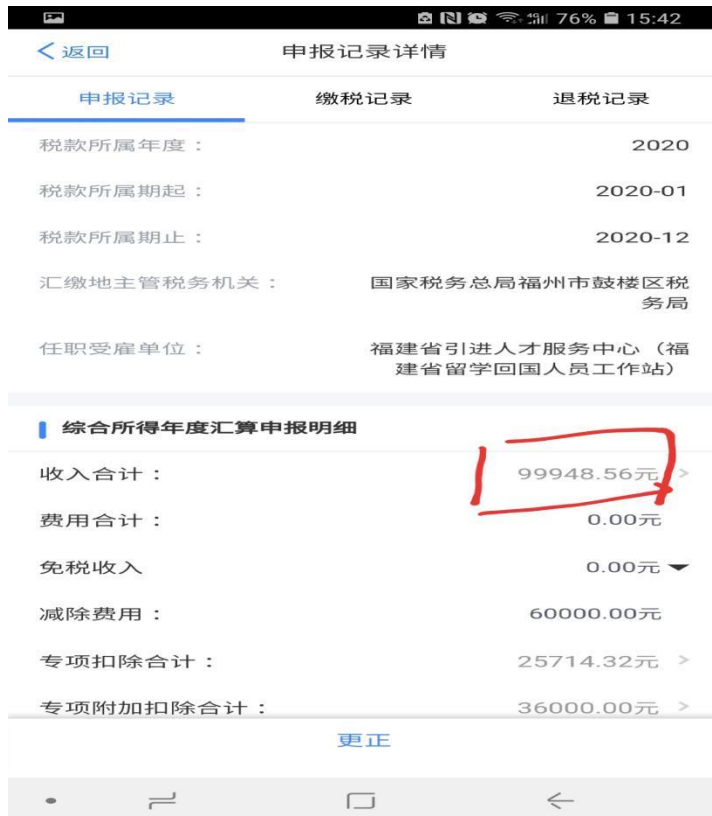 76% 15:42
返回 申报记录详情
申报记录 缴税记录 退税记录
税款所属年度： 2020
税款所属期起： 2020-01
税款所属期止： 2020-12
汇缴地主管税务机关： 国家税务总局福州市鼓楼区税
务局
任职受雇单位： 福建省引进人才服务中心（福
建省留学回国人员工作站）
综合所得年度汇算申报明细
收入合计： 99948.56元
费用合计： 0.00元
免税收入 0.00元
减除费用： 60000.00元
专项扣除合计： 25714.32元
专项附加扣除合计： 36000.00元
更正